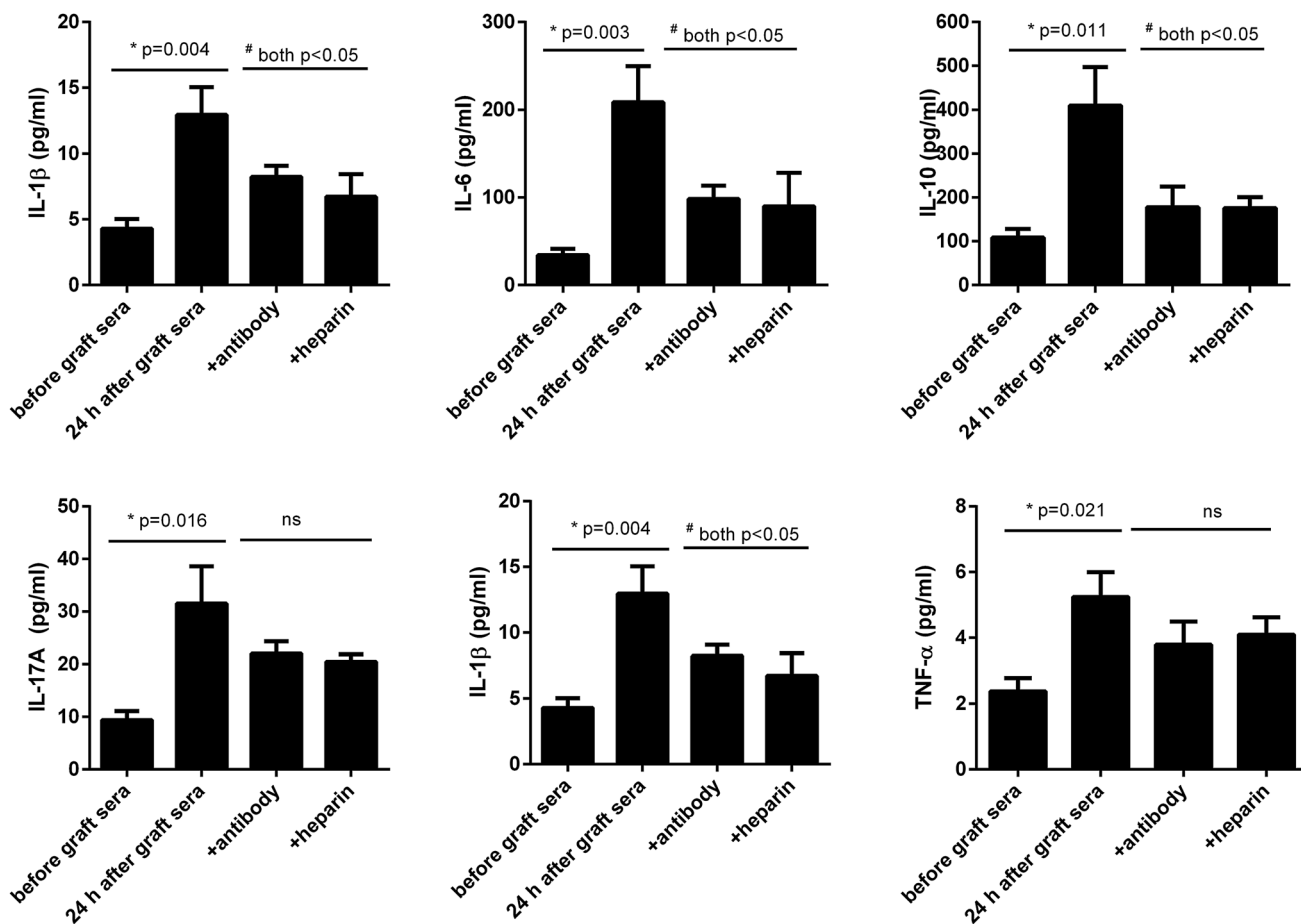 * p=0.004
# both p<0.05
IL-1β (pg/ml)
20
15
10
5
0
before graft sera
24 h after graft sera
+antibody
+heparin
* p=0.003
# both p<0.05
IL-6 (pg/ml)
300
200
100
0
before graft sera
24 h after graft sera
+antibody
+heparin
* p=0.011
# both p<0.05
IL-10 (pg/ml)
600
500
400
300
200
100
0
before graft sera
24 h after graft sera
+antibody
+heparin
* p=0.016
ns
IL-17A (pg/ml)
50
40
30
20
10
0
before graft sera
24 h after graft sera
+antibody
+heparin
* p=0.004
# both p<0.05
IL-1β (pg/ml)
20
15
10
5
0
before graft sera
24 h after graft sera
+antibody
+heparin
* p=0.021
ns
TNF-α (pg/ml)
8
6
4
2
0
before graft sera
24 h after graft sera
+antibody
+heparin